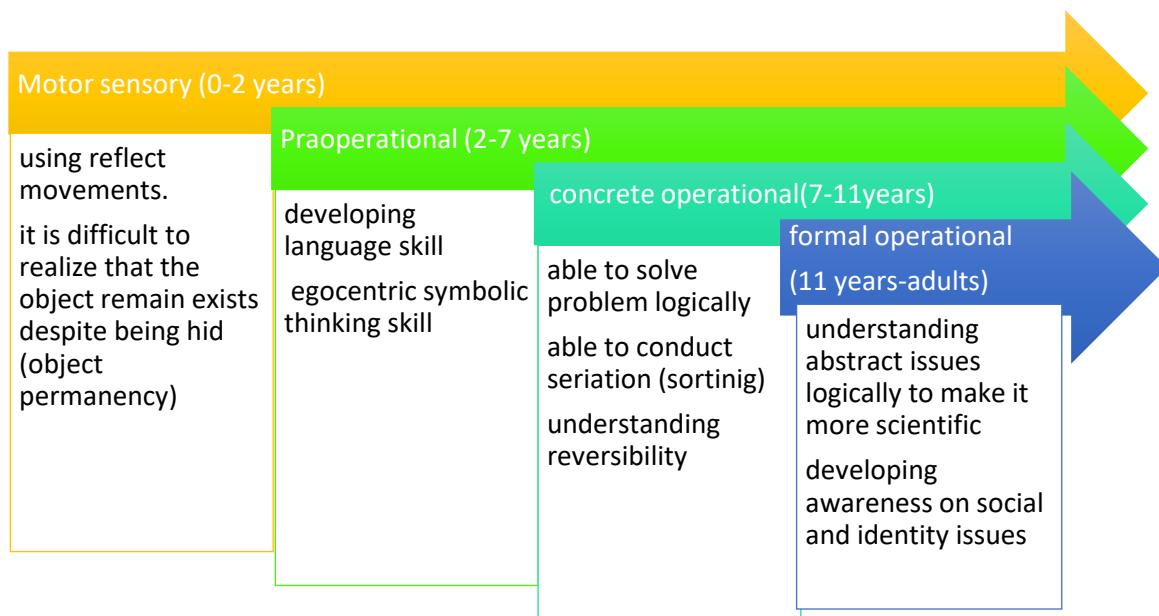 Motor sensory (0-2 years)
using reflect
movements.
it is difficult to
realize that the
object remain exists
despite being hid
(object
permanency)
Praoperational (2-7 years)
developing
language skill
egocentric symbolic
thinking skill
concrete operational(7-11years)
able to solve
problem logically
able to conduct
seriation (sortinig)
understanding
reversibility
formal operational
(11 years-adults)
understanding
abstract issues
logically to make it
more scientific
developing
awareness on social
and identity issues